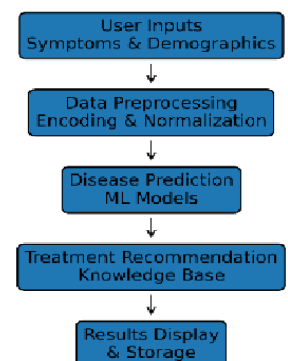 User Inputs
Symptoms & Demographics
Data Preprocessing
Encoding & Normalization
Disease Prediction
ML Models
Treatment Recommendation
Knowledge Base
Results Display
& Storage